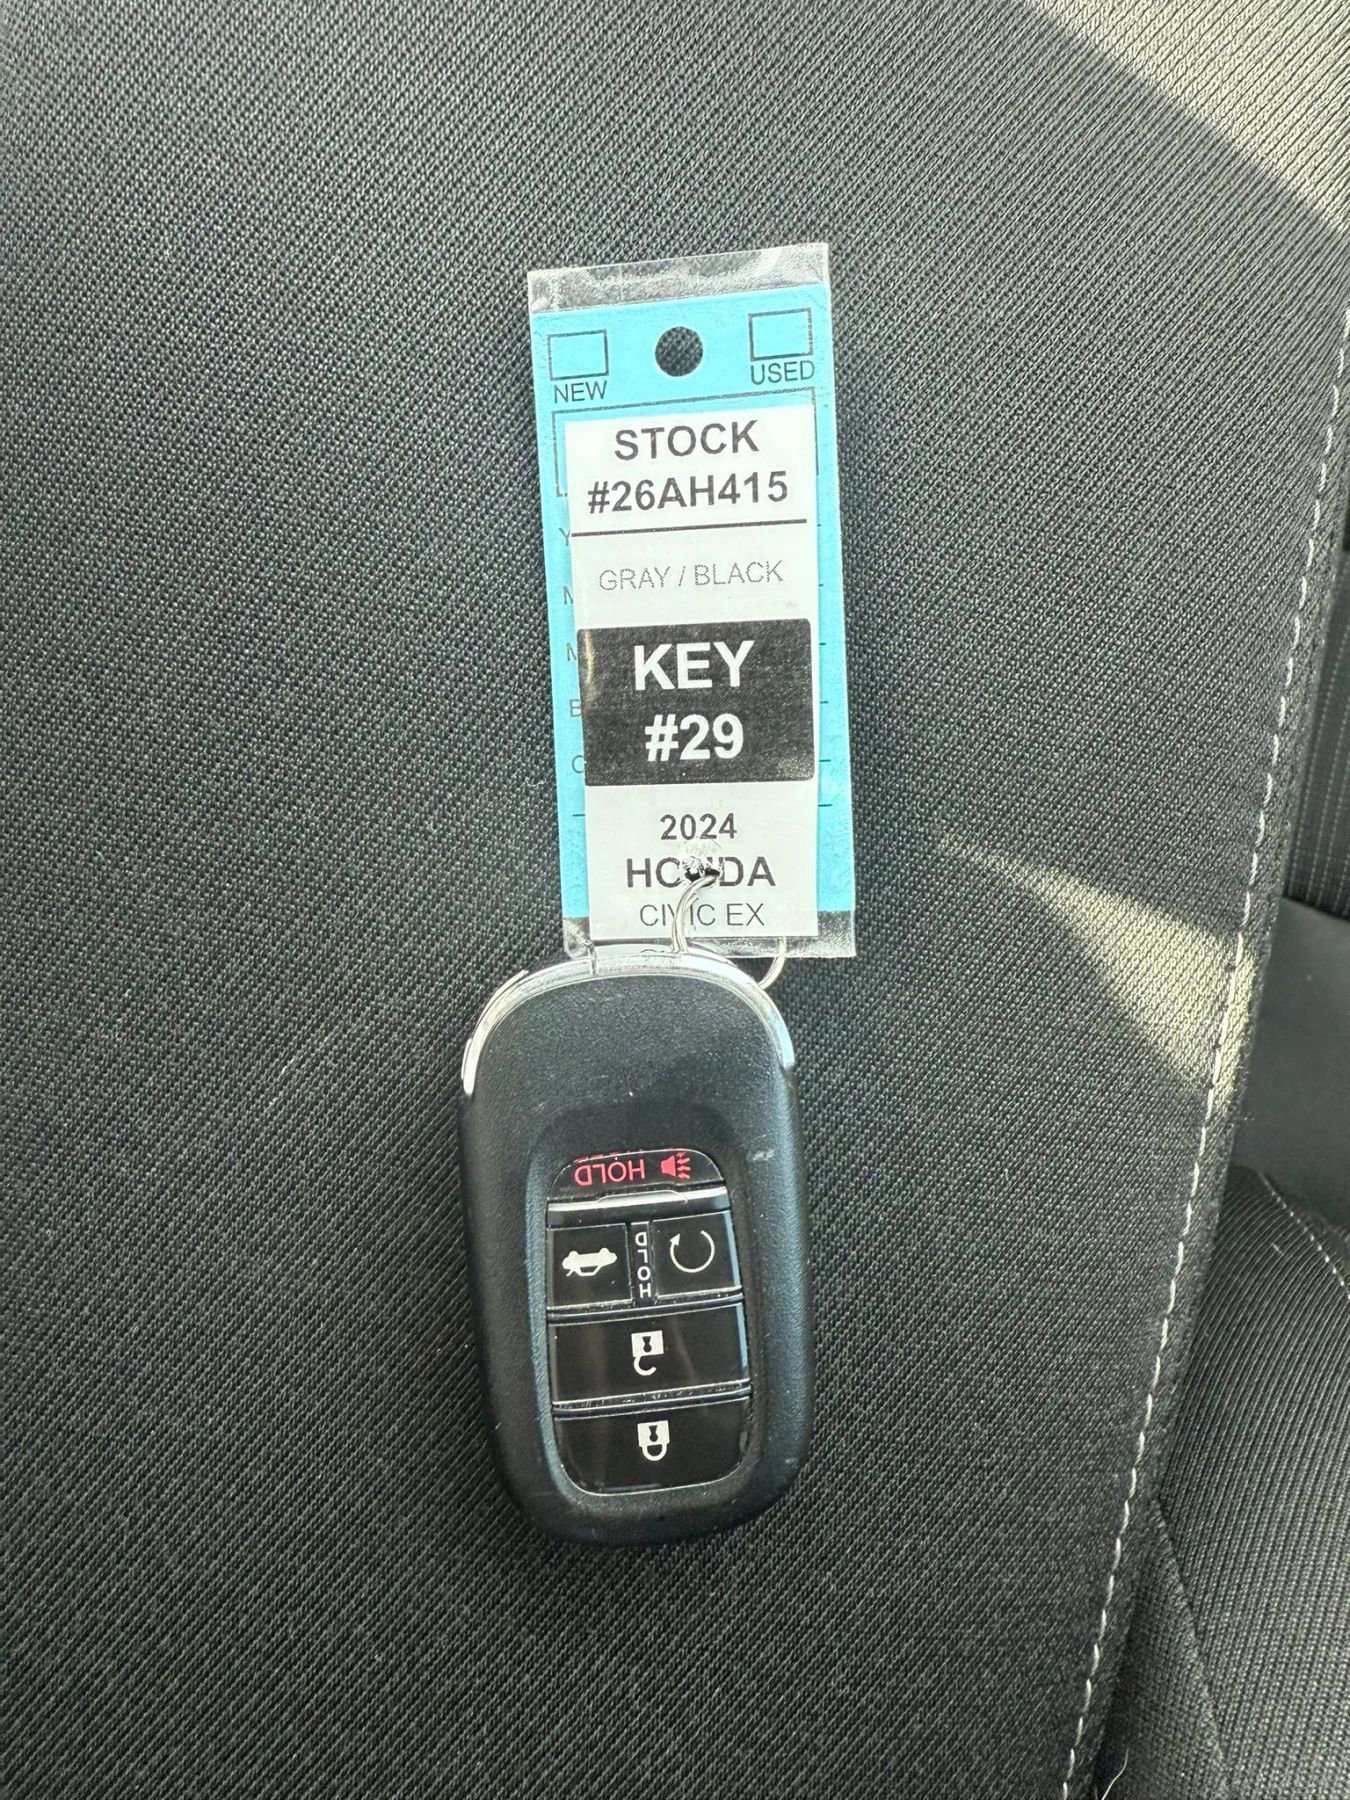 NEW USED
STOCK
#26AH415
GRAY / BLACK
KEY
#29
2024
HONDA
CIVIC EX
HOLD
HOLD